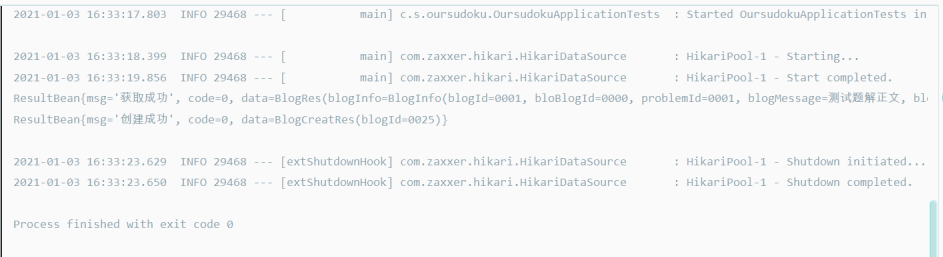 2021-01-03 16:33:17.803  INFO 29468 --- [           main] c.s.oursudoku.OursudokuApplicationTests  : Started OursudokuApplicationTests in
2021-01-03 16:33:18.399  INFO 29468 --- [           main] com.zaxxer.hikari.HikariDataSource       : HikariPool-1 - Starting...
2021-01-03 16:33:19.856  INFO 29468 --- [           main] com.zaxxer.hikari.HikariDataSource       : HikariPool-1 - Start completed.
ResultBean{msg='获取成功', code=0, data=BlogRes(blogInfo=BlogInfo(blogId=0001, bloBlogId=0000, problemId=0001, blogMessage=测试题解正文, blo
ResultBean{msg='创建成功', code=0, data=BlogCreatRes(blogId=0025)}
2021-01-03 16:33:23.629  INFO 29468 --- [extShutdownHook] com.zaxxer.hikari.HikariDataSource       : HikariPool-1 - Shutdown initiated...
2021-01-03 16:33:23.650  INFO 29468 --- [extShutdownHook] com.zaxxer.hikari.HikariDataSource       : HikariPool-1 - Shutdown completed.
Process finished with exit code 0